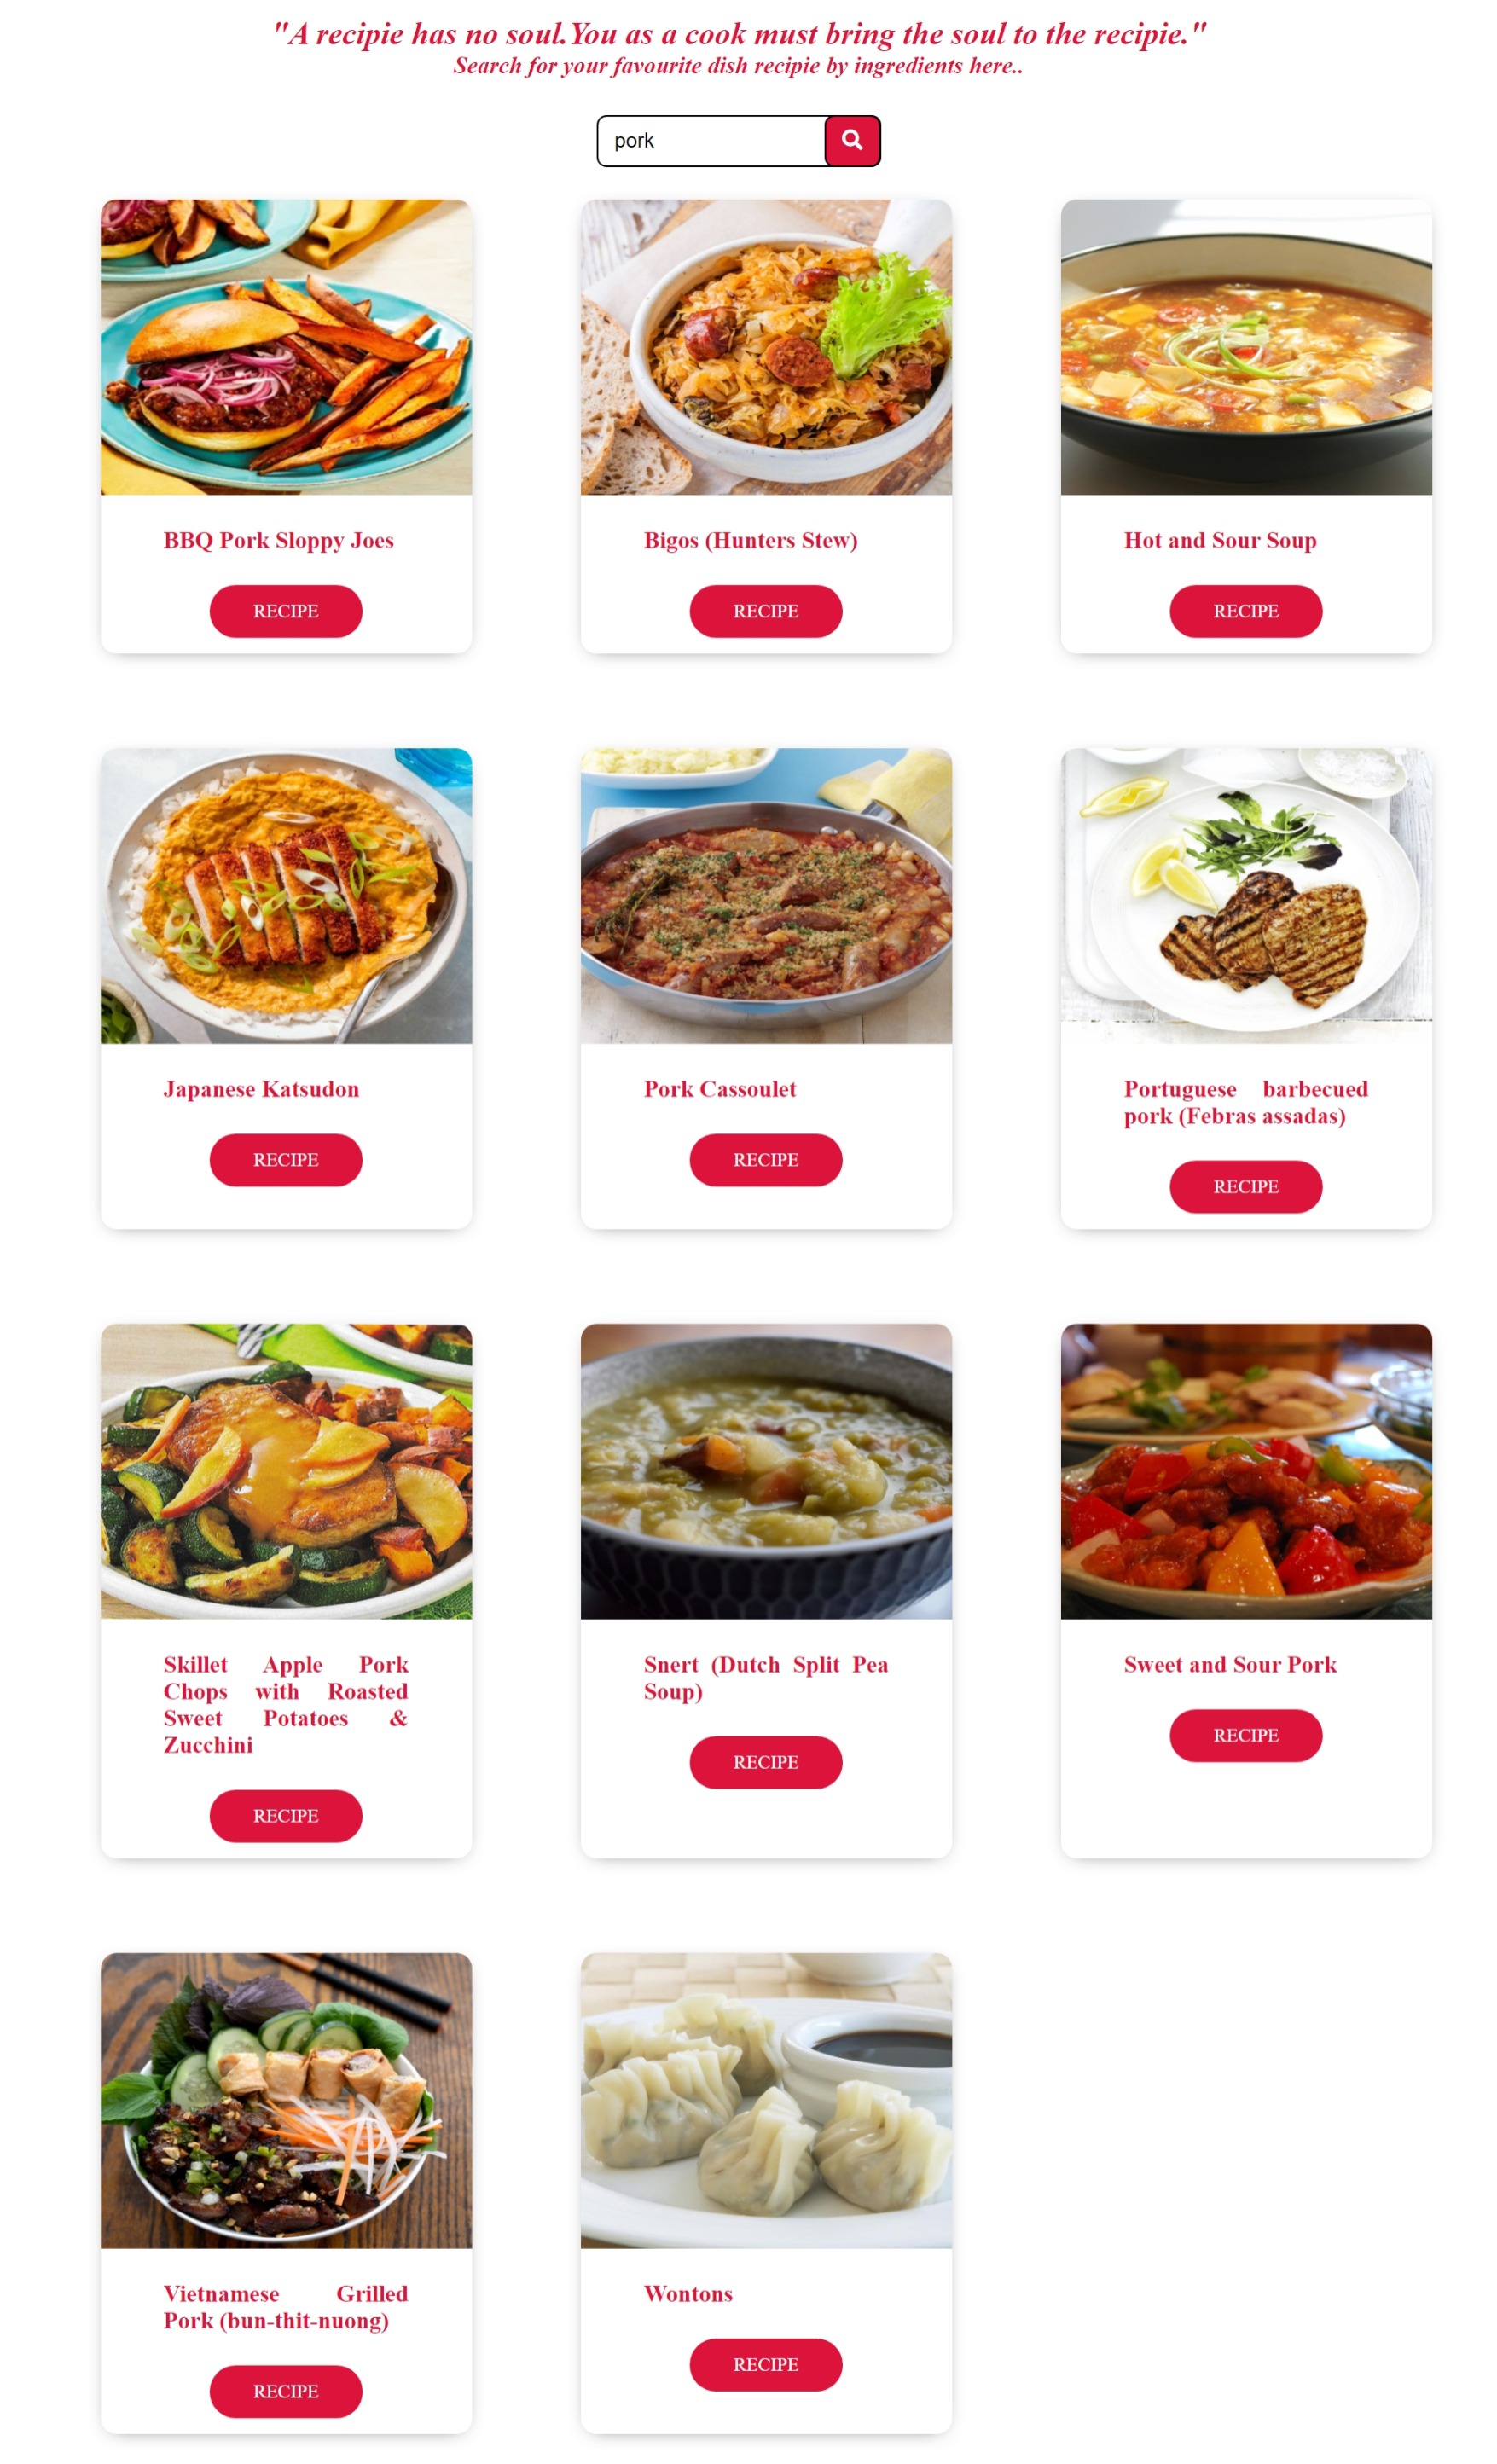 "A recipie has no soul.You as a cook must bring the soul to the recipie."
Search for your favourite dish recipie by ingredients here..
pork
BBQ Pork Sloppy Joes
RECIPE
Bigos (Hunters Stew)
RECIPE
Hot and Sour Soup
RECIPE
Japanese Katsudon
RECIPE
Pork Cassoulet
RECIPE
Portuguese barbecued
pork (Febras assadas)
RECIPE
Skillet Apple Pork
Chops with Roasted
Sweet Potatoes &
Zucchini
RECIPE
Snert (Dutch Split Pea
Soup)
RECIPE
Sweet and Sour Pork
RECIPE
Vietnamese Grilled
Pork (bun-thit-nuong)
RECIPE
Wontons
RECIPE